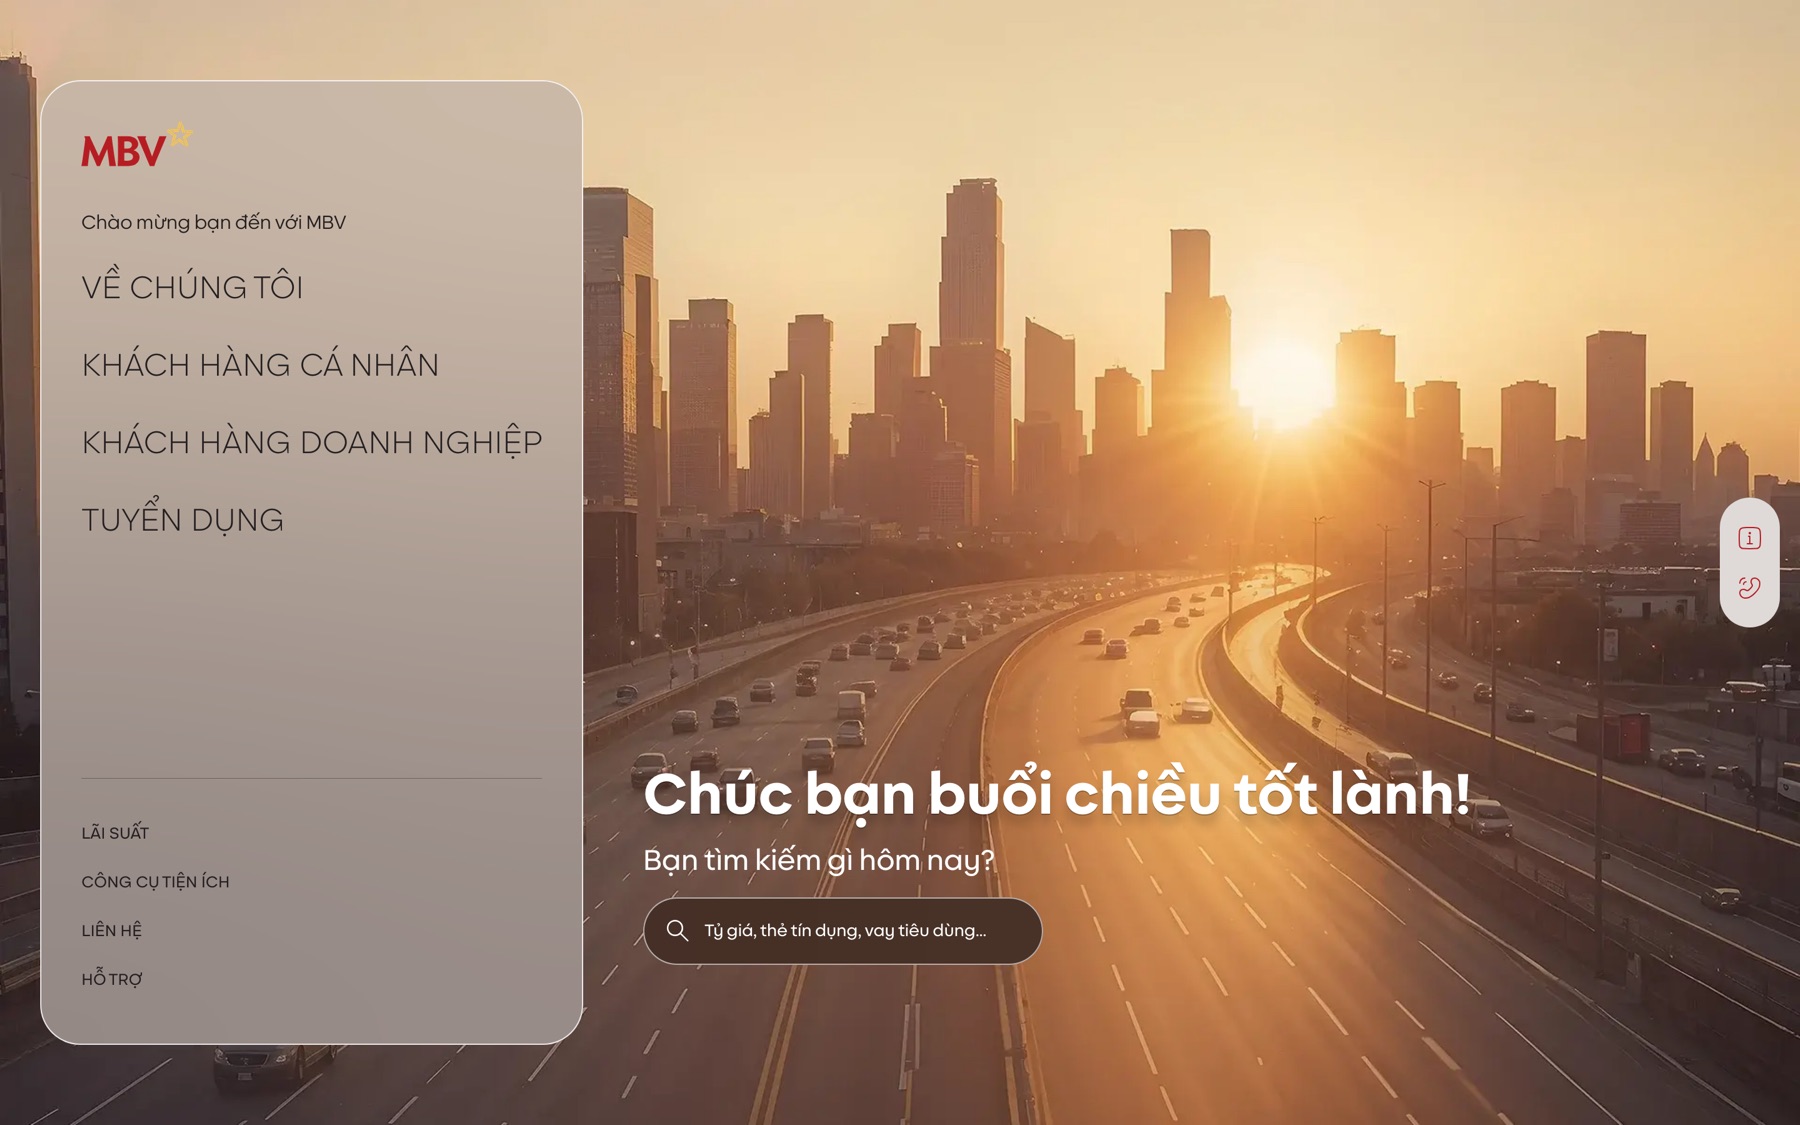 MBV
Chào mừng bạn đến với MBV
VỀ CHÚNG TÔI
KHÁCH HÀNG CÁ NHÂN
KHÁCH HÀNG DOANH NGHIỆP
TUYỂN DỤNG
LÃI SUẤT
CÔNG CỤ TIỆN ÍCH
LIÊN HỆ
HỖ TRỢ
Chúc bạn buổi chiều tốt lành!
Bạn tìm kiếm gì hôm nay?
Tỷ giá, thẻ tín dụng, vay tiêu dùng...